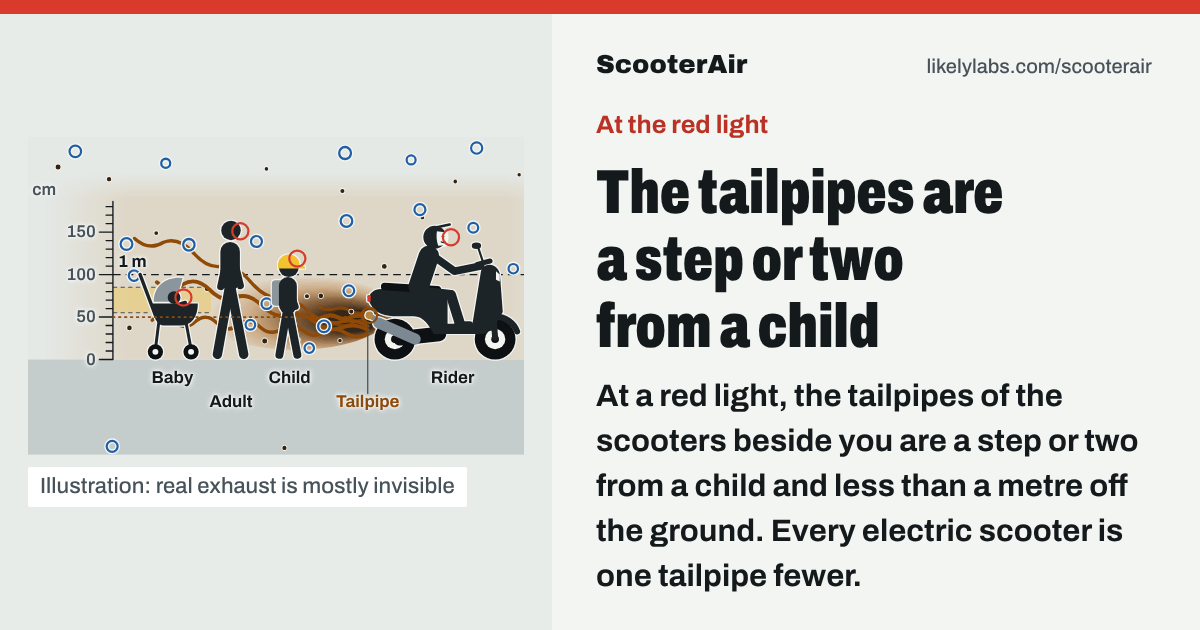 cm
150
1 m
100
50
0
Baby
Child
Rider
Adult
Tailpipe
Illustration: real exhaust is mostly invisible
ScooterAir
likelylabs.com/scooterair
At the red light
The tailpipes are
a step or two
from a child
At a red light, the tailpipes of the
scooters beside you are a step or two
from a child and less than a metre off
the ground. Every electric scooter is
one tailpipe fewer.